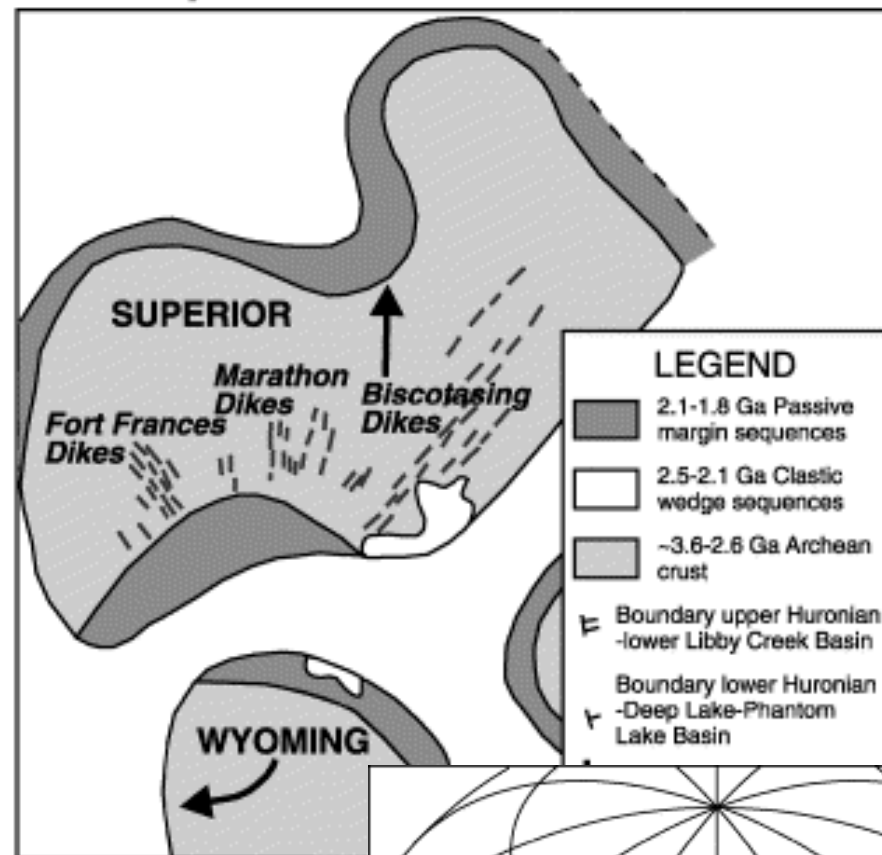 SUPERIOR
Marathon
Dikes
Biscotasing
Dikes
Fort Frances
Dikes
WYOMING
LEGEND
2.1-1.8 Ga Passive
margin sequences
2.5-2.1 Ga Clastic
wedge sequences
~3.6-2.6 Ga Archean
crust
Boundary upper Huronian
-lower Libby Creek Basin
Boundary lower Huronian
-Deep Lake-Phantom
Lake Basin